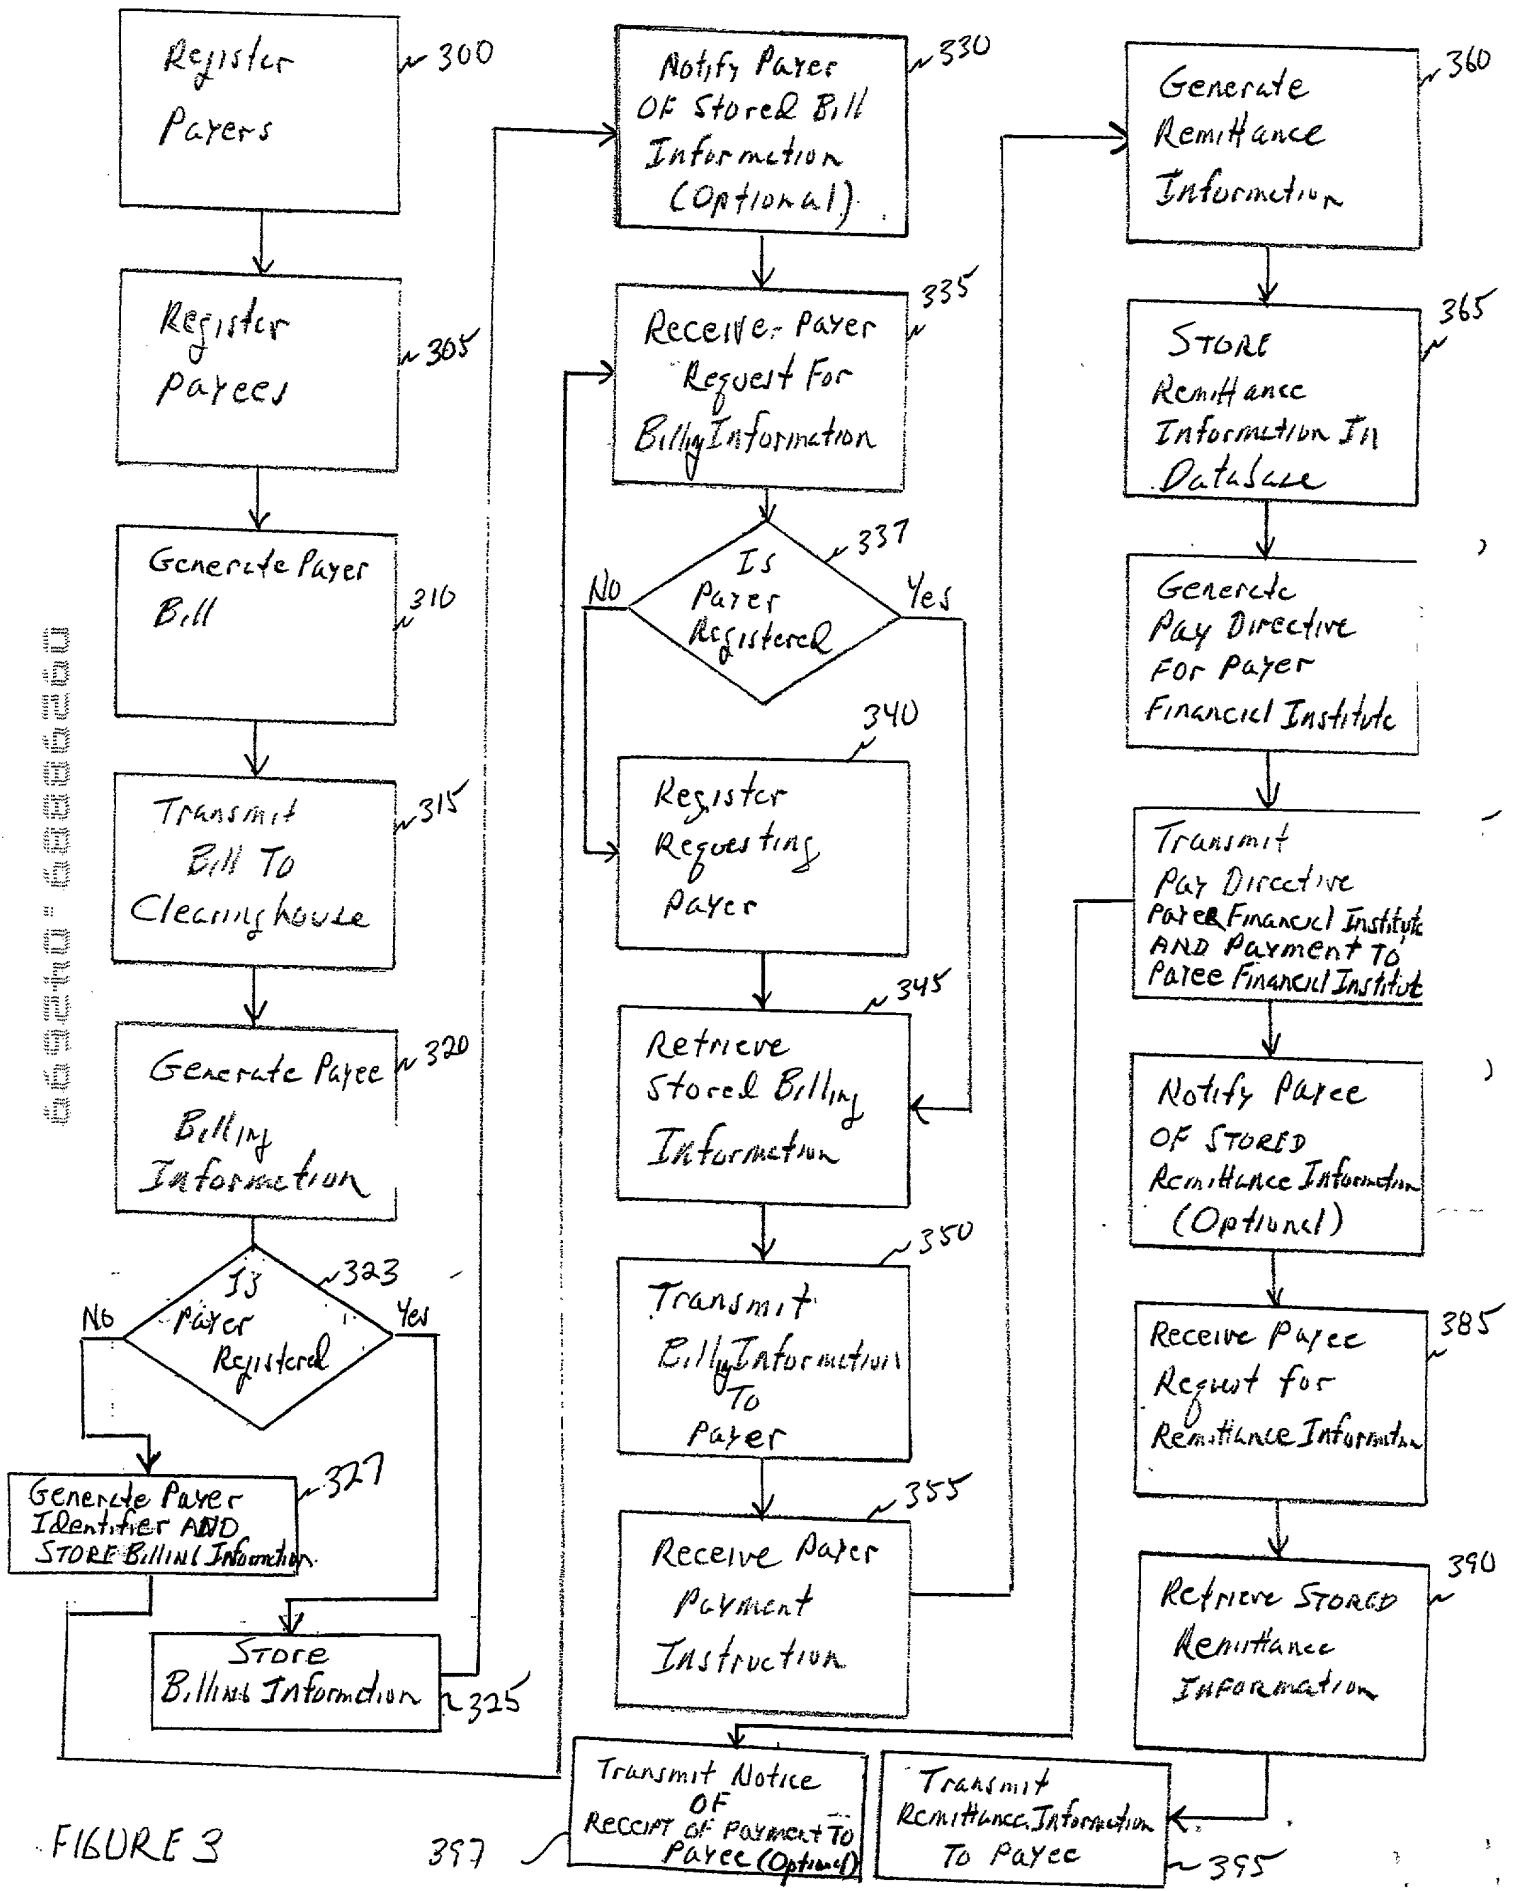 Register
Payers
300
Register
Payees
305
Generate Payer
Bill
310
Transmit
Bill To
Clearinghouse
315
Generate Payee
Billing
Information
320
Is
Payer
Registered
323
No
Yes
Generate Payer
Identifier AND
STORE Billing Information
327
Store
Billing Information
325
Notify Payer
OF Stored Bill
Information
(Optional)
330
Receive Payer
Request For
Billing Information
335
Is
Payer
Registered
337
No
Yes
Register
Requesting
Payer
340
Retrieve
Stored Billing
Information
345
Transmit
Billing Information
To
Payer
350
Receive Payer
Payment
Instruction
355
Generate
Remittance
Information
360
STORE
Remittance
Information In
Database
365
Generate
Pay Directive
For Payer
Financial Institute
Transmit
Pay Directive
Payer Financial Institute
AND Payment To
Payee Financial Institute
Notify Payee
OF STORED
Remittance Information
(Optional)
Receive Payee
Request for
Remittance Information
385
Retrieve STORED
Remittance
INFORMATION
390
Transmit Notice
OF
RECEIPT OF Payment To
Payee (Optional)
397
Transmit
Remittance Information
To Payee
395
FIGURE 3